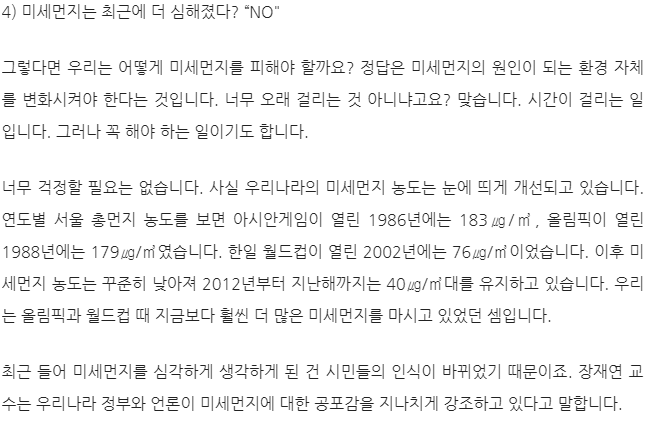 4) 미세먼지는 최근에 더 심해졌다? “NO"
그렇다면 우리는 어떻게 미세먼지를 피해야 할까요? 정답은 미세먼지의 원인이 되는 환경 자체
를 변화시켜야 한다는 것입니다. 너무 오래 걸리는 것 아니냐고요? 맞습니다. 시간이 걸리는 일
입니다. 그러나 꼭 해야 하는 일이기도 합니다.
너무 걱정할 필요는 없습니다. 사실 우리나라의 미세먼지 농도는 눈에 띄게 개선되고 있습니다.
연도별 서울 총먼지 농도를 보면 아시안게임이 열린 1986년에는 183㎍/㎥, 올림픽이 열린
1988년에는 179㎍/㎥였습니다. 한일 월드컵이 열린 2002년에는 76㎍/㎥이었습니다. 이후 미
세먼지 농도는 꾸준히 낮아져 2012년부터 지난해까지는 40㎍/㎥대를 유지하고 있습니다. 우리
는 올림픽과 월드컵 때 지금보다 훨씬 더 많은 미세먼지를 마시고 있었던 셈입니다.
최근 들어 미세먼지를 심각하게 생각하게 된 건 시민들의 인식이 바뀌었기 때문이죠. 장재연 교
수는 우리나라 정부와 언론이 미세먼지에 대한 공포감을 지나치게 강조하고 있다고 말합니다.